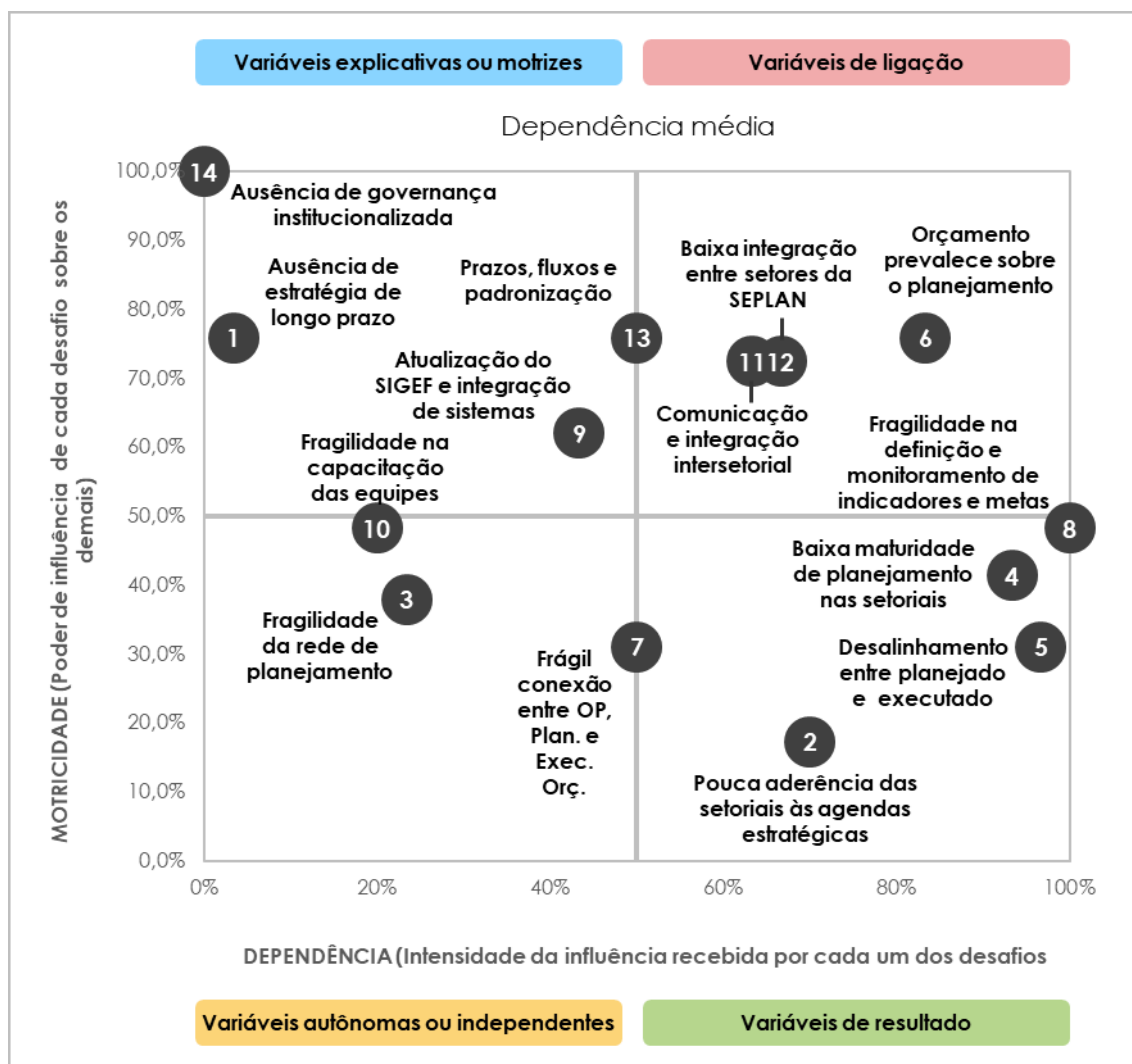 Variáveis explicativas ou motrizes
Variáveis de ligação
Dependência média
MOTRICIDADE (Poder de influência de cada desafio sobre os
demais)
100,0%
90,0%
80,0%
70,0%
60,0%
50,0%
40,0%
30,0%
20,0%
10,0%
0,0%
14
Ausência de governança
institucionalizada
Ausência de
estratégia de
longo prazo
1
Prazos, fluxos e
padronização
13
Atualização do
SIGEF e integração
de sistemas
9
Fragilidade na
capacitação
das equipes
10
Baixa integração
entre setores da
SEPLAN
11
12
Comunicação
e integração
intersetorial
Orçamento
prevalece sobre
o planejamento
6
Fragilidade na
definição e
monitoramento de
indicadores e metas
8
3
Fragilidade
da rede de
planejamento
7
Frágil
conexão
entre OP,
Plan. e
Exec.
Orç.
Baixa maturidade
de planejamento
nas setoriais
4
Desalinhamento
entre planejado
e executado
5
2
Pouca aderência das
setoriais às agendas
estratégicas
0%
20%
40%
60%
80%
100%
DEPENDÊNCIA (Intensidade da influência recebida por cada um dos desafios
Variáveis autônomas ou independentes
Variáveis de resultado